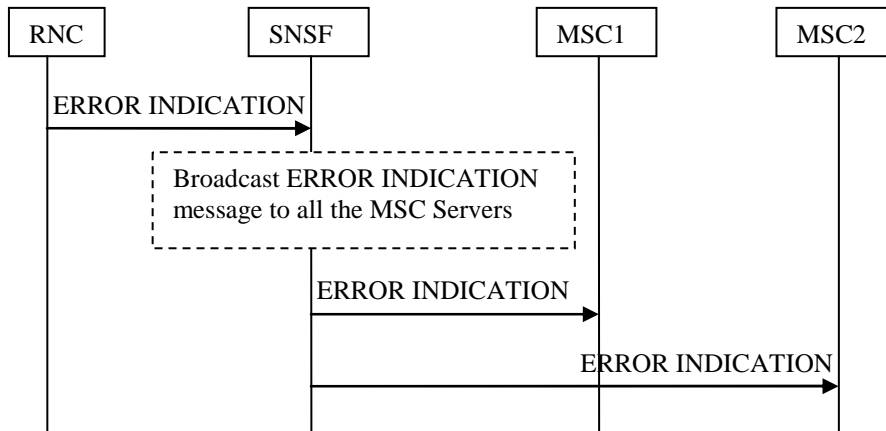 RNC
SNSF
MSC1
MSC2
ERROR INDICATION
Broadcast ERROR INDICATION
message to all the MSC Servers
ERROR INDICATION
ERROR INDICATION